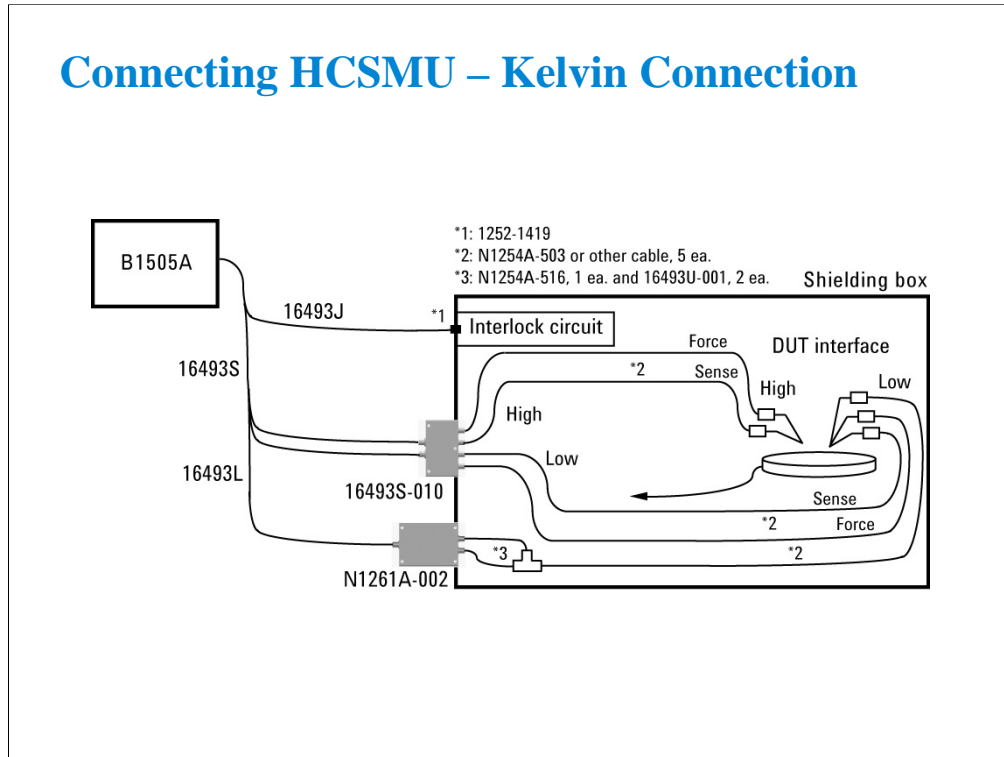 Connecting HCSMU – Kelvin Connection
*1: 1252-1419
*2: N1254A-503 or other cable, 5 ea.
*3: N1254A-516, 1 ea. and 16493U-001, 2 ea.
Shielding box
B1505A
16493J
*1
Interlock circuit
Force
DUT interface
16493S
*2
Sense
High
Low
High
Low
16493L
16493S-010
Sense
*2
Force
*3
*2
N1261A-002